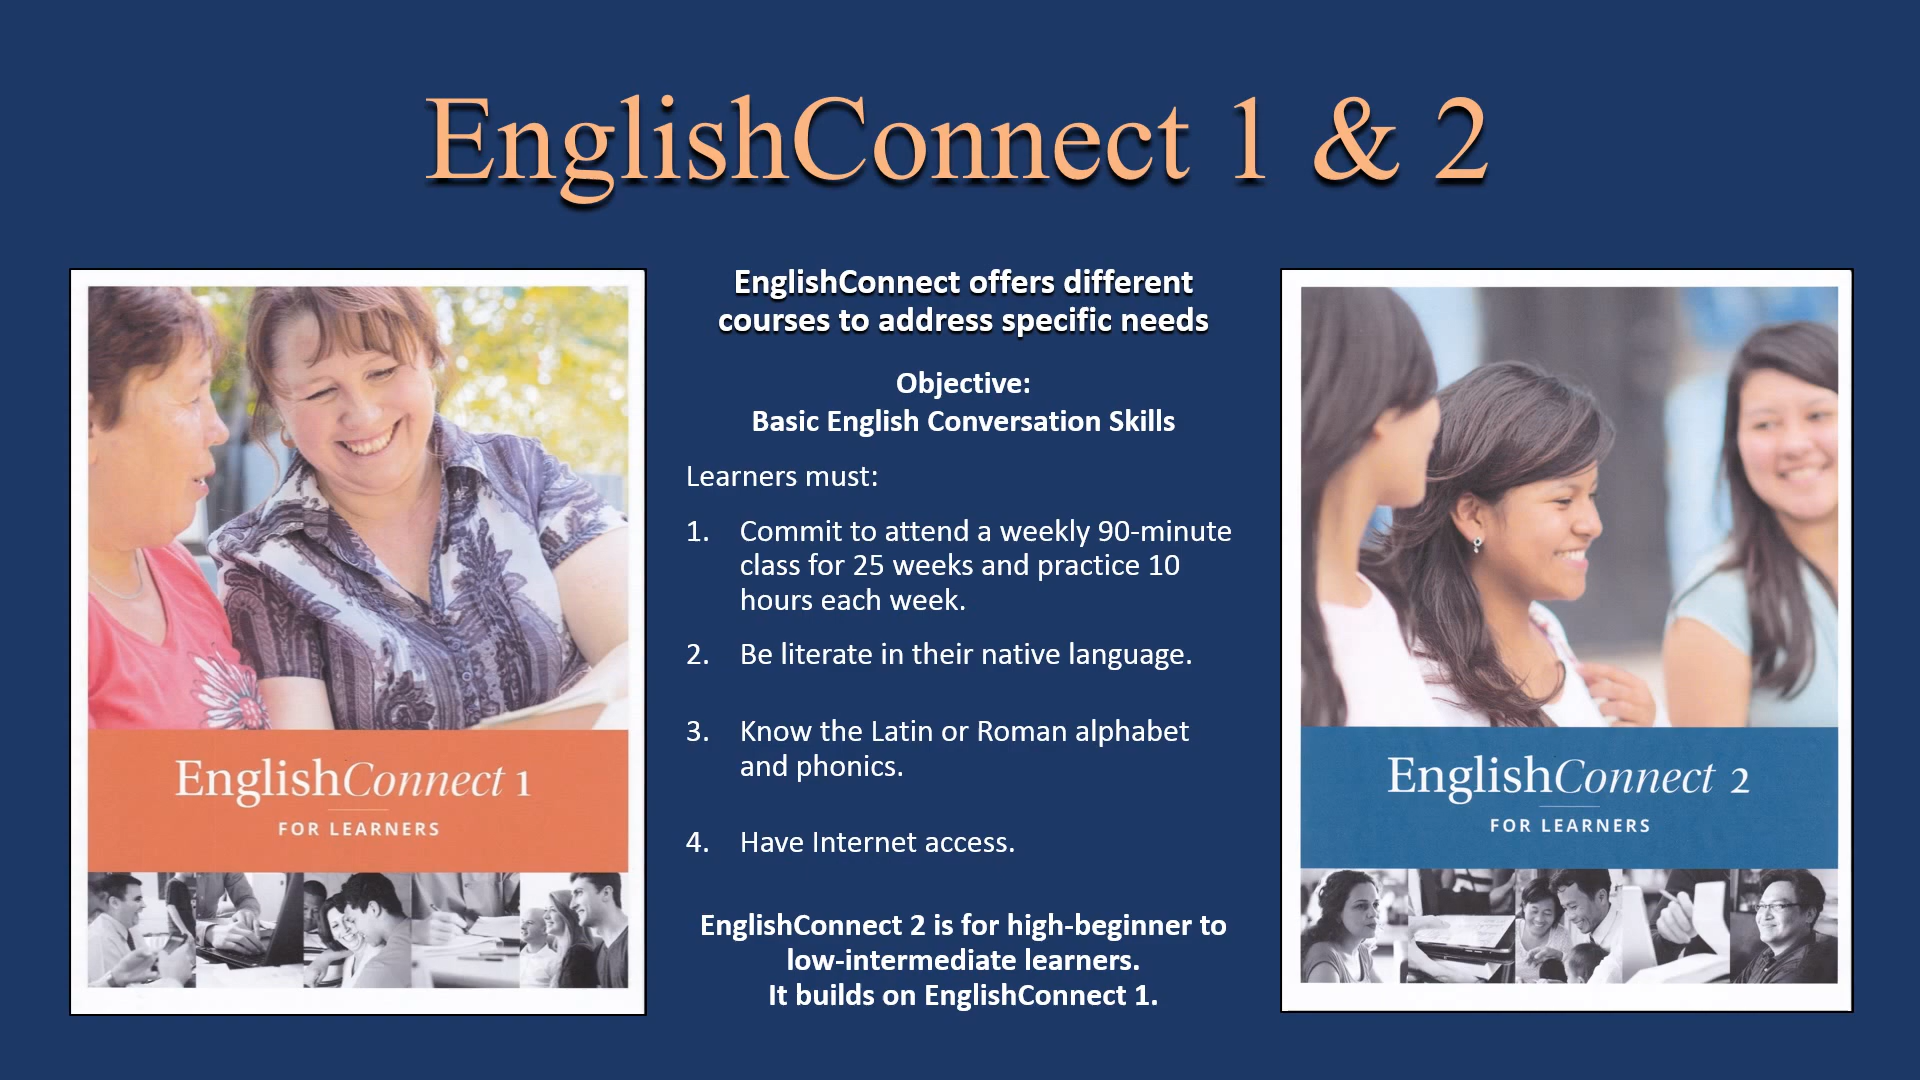 EnglishConnect 1 & 2
EnglishConnect offers different
courses to address specific needs
Objective:
Basic English Conversation Skills
Learners must:
1. Commit to attend a weekly 90-minute
class for 25 weeks and practice 10
hours each week.
2. Be literate in their native language.
3. Know the Latin or Roman alphabet
and phonics.
4. Have Internet access.
EnglishConnect 2 is for high-beginner to
low-intermediate learners.
It builds on EnglishConnect 1.
EnglishConnect 1
FOR LEARNERS
EnglishConnect 2
FOR LEARNERS